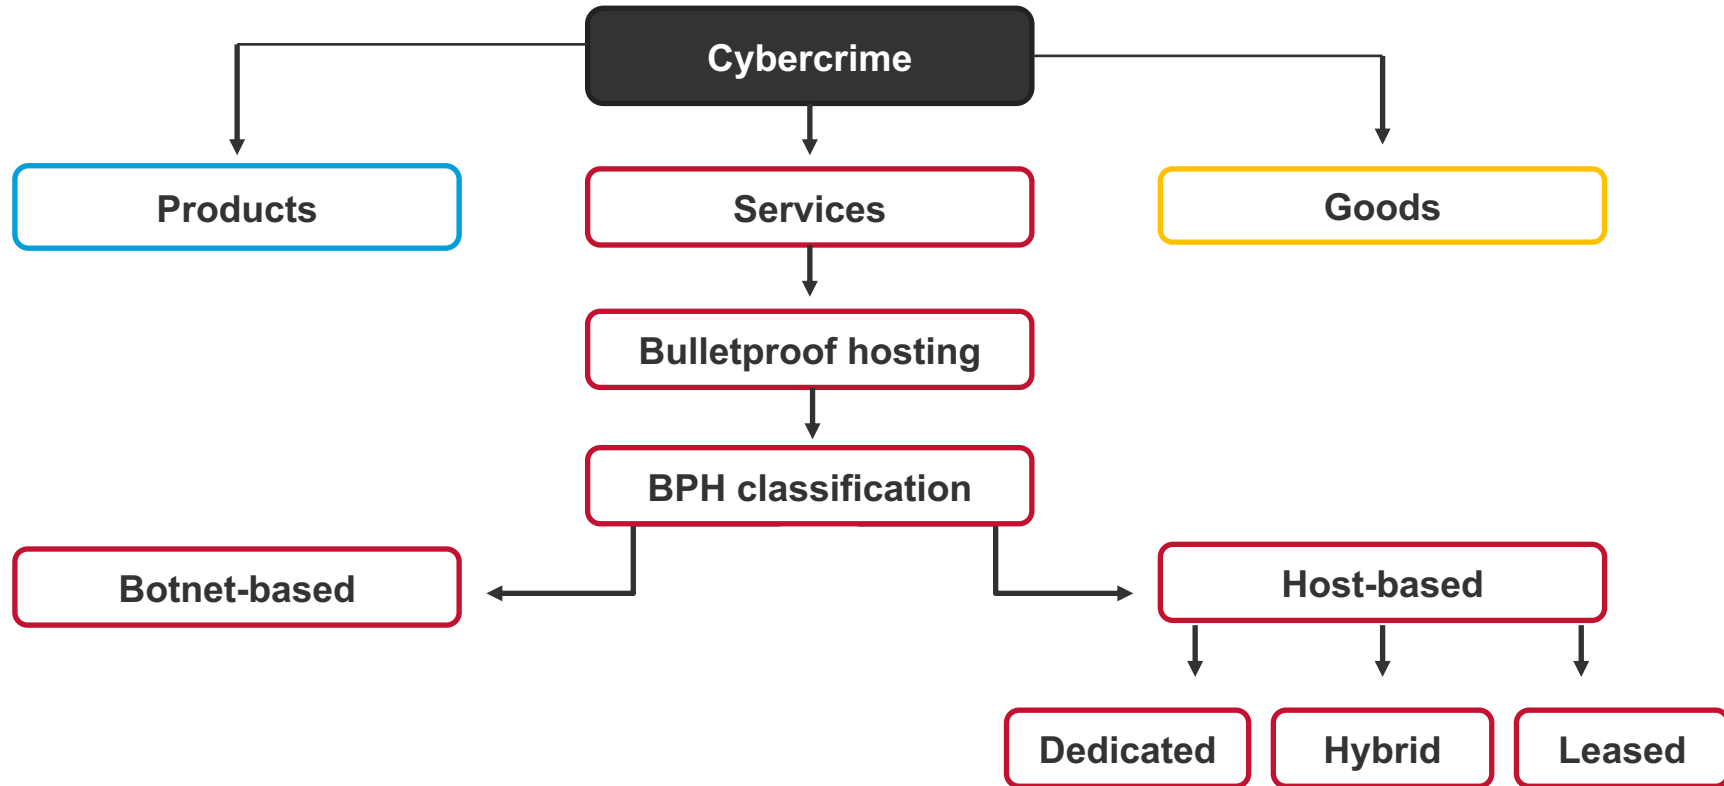 Cybercrime
Products
Services
Goods
Bulletproof hosting
BPH classification
Botnet-based
Host-based
Dedicated
Hybrid
Leased